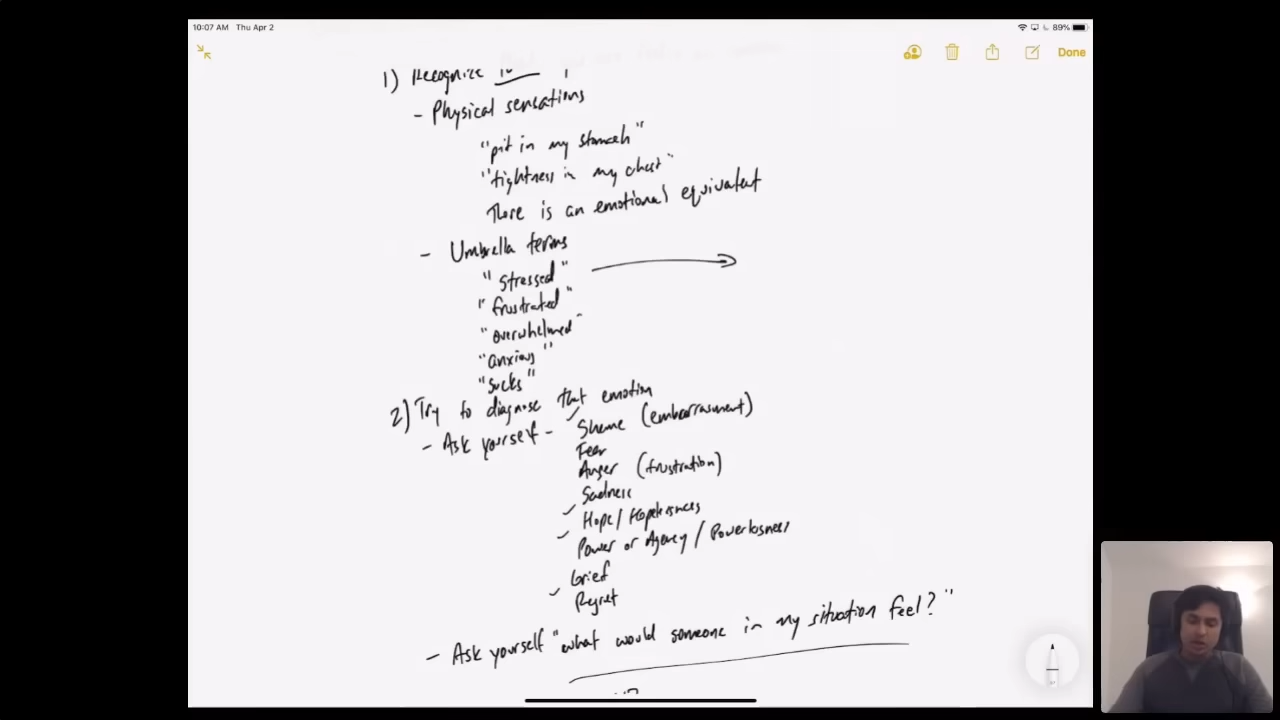 10:07 AM Thu Apr 2
89%
Done
1) Recognize
- Physical sensations
"pit in my stomach"
"tightness in my chest"
There is an emotional equivalent
- Umbrella terms
"stressed"
"frustrated"
"overwhelmed"
"anxious"
"sucks"
2) Try to diagnose that emotion
- Ask yourself - Shame (embarrasment)
Fear
Anger (frustration)
Sadness
Hope/Hopelessness
Power or Agency / Powerlosness
Grief
Regret
- Ask yourself "what would someone in my situation feel?"